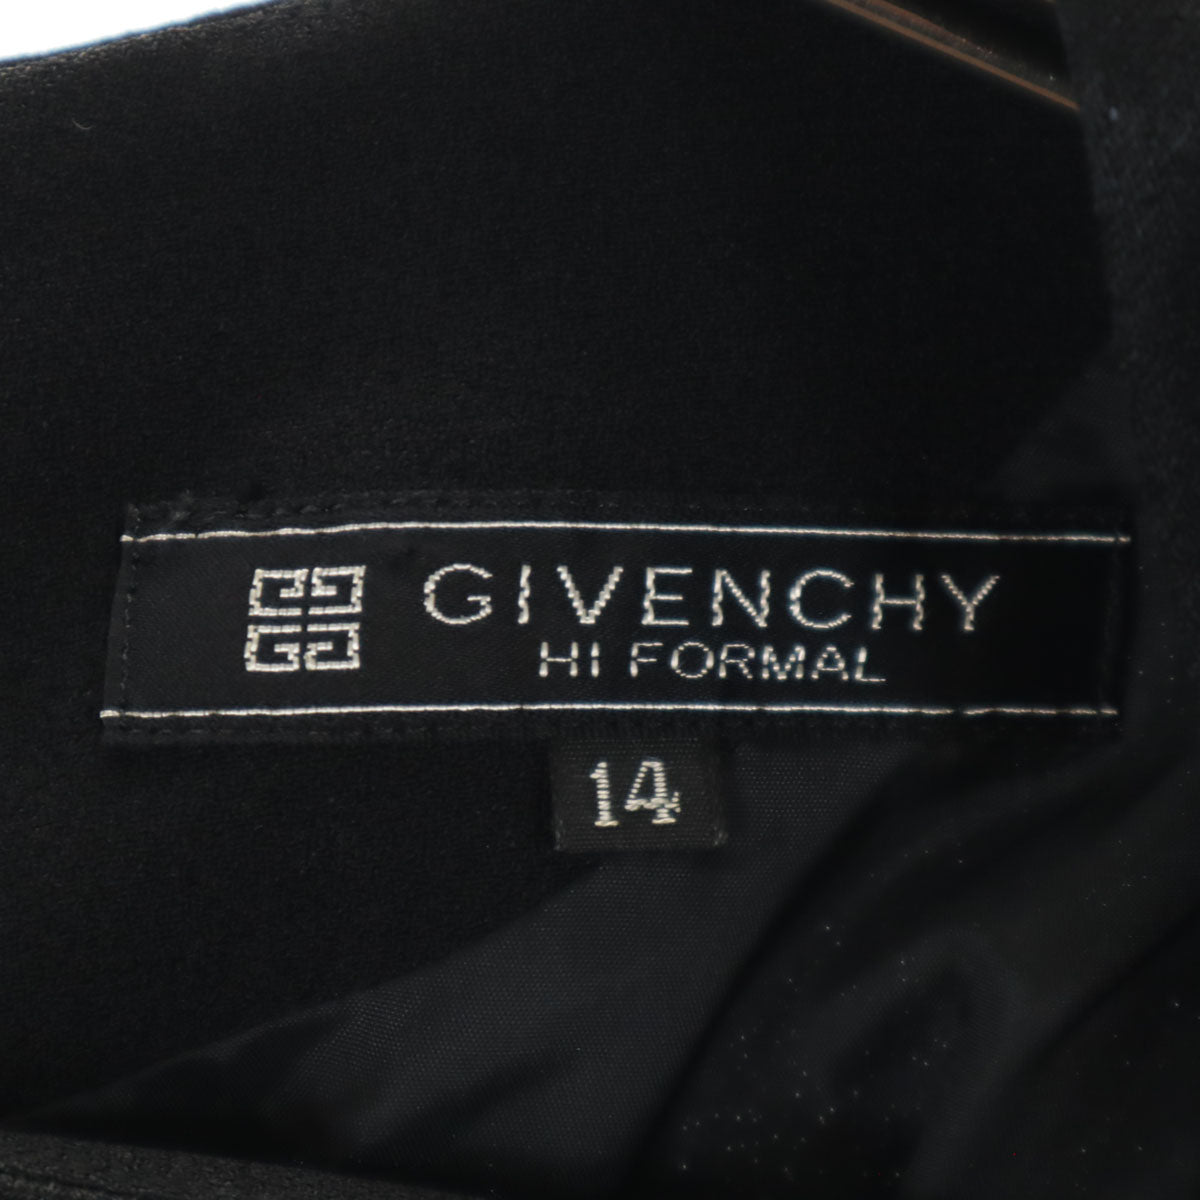 GIVENCHY
HI FORMAL
14